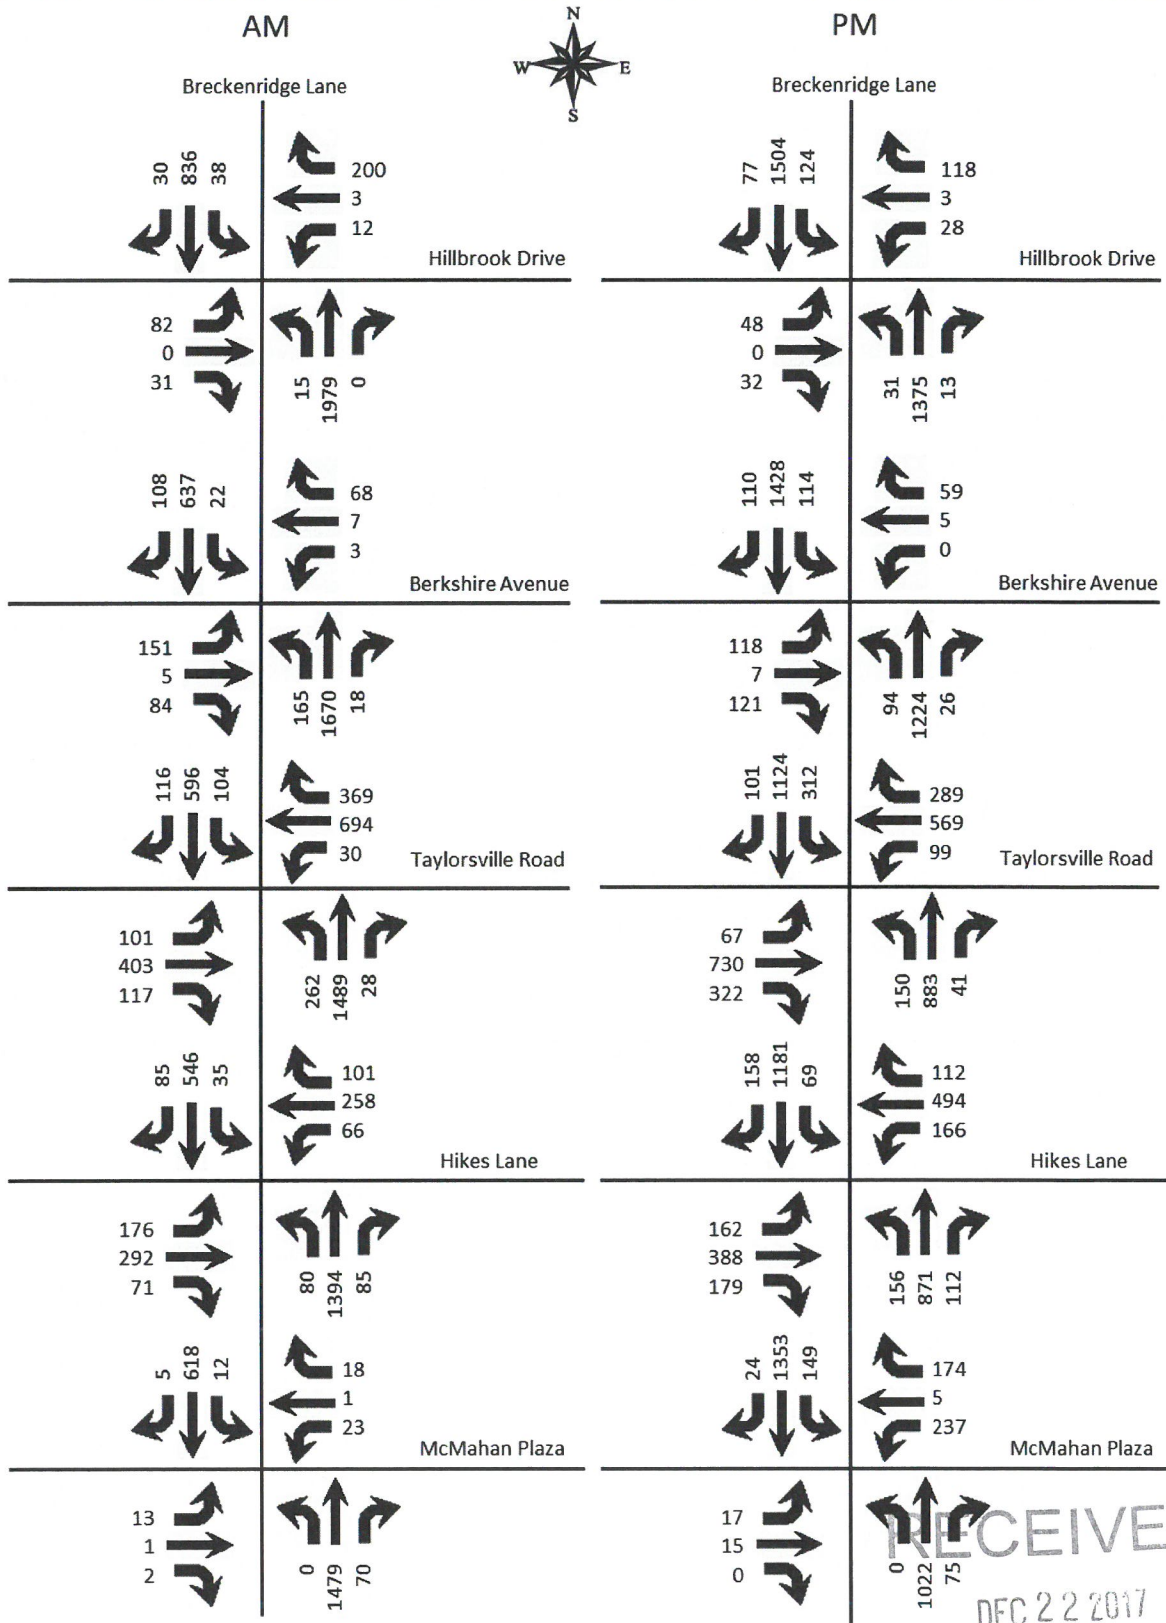 AM
N
W E
S
PM
Breckenridge Lane
Breckenridge Lane
30 836 38
200
3
12
Hillbrook Drive
77 1504 124
118
3
28
Hillbrook Drive
82
0
31
15 1979 0
48
0
32
31 1375 13
108 637 22
68
7
3
Berkshire Avenue
110 1428 114
59
5
0
Berkshire Avenue
151
5
84
165 1670 18
118
7
121
94 1224 26
116 596 104
369
694
30
Taylorsville Road
101 1124 312
289
569
99
Taylorsville Road
101
403
117
262 1489 28
67
730
322
150 883 41
85 546 35
101
258
66
Hikes Lane
158 1181 69
112
494
166
Hikes Lane
176
292
71
80 1394 85
162
388
179
156 871 112
5 618 12
18
1
23
McMahan Plaza
24 1353 149
174
5
237
McMahan Plaza
13
1
2
0 1479 70
17
15
0
0 1022 75
RECEIVE
DEC 22 2017